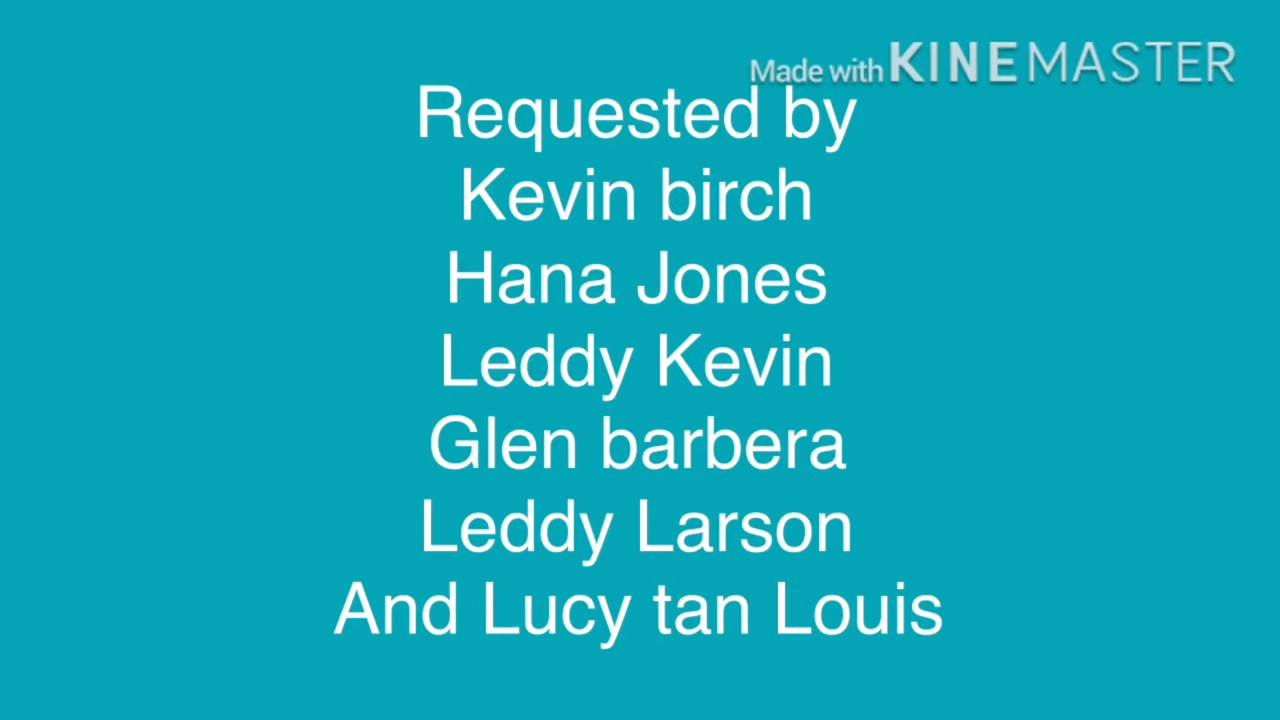 Made with KINEMASTER
Requested by
Kevin birch
Hana Jones
Leddy Kevin
Glen barbera
Leddy Larson
And Lucy tan Louis